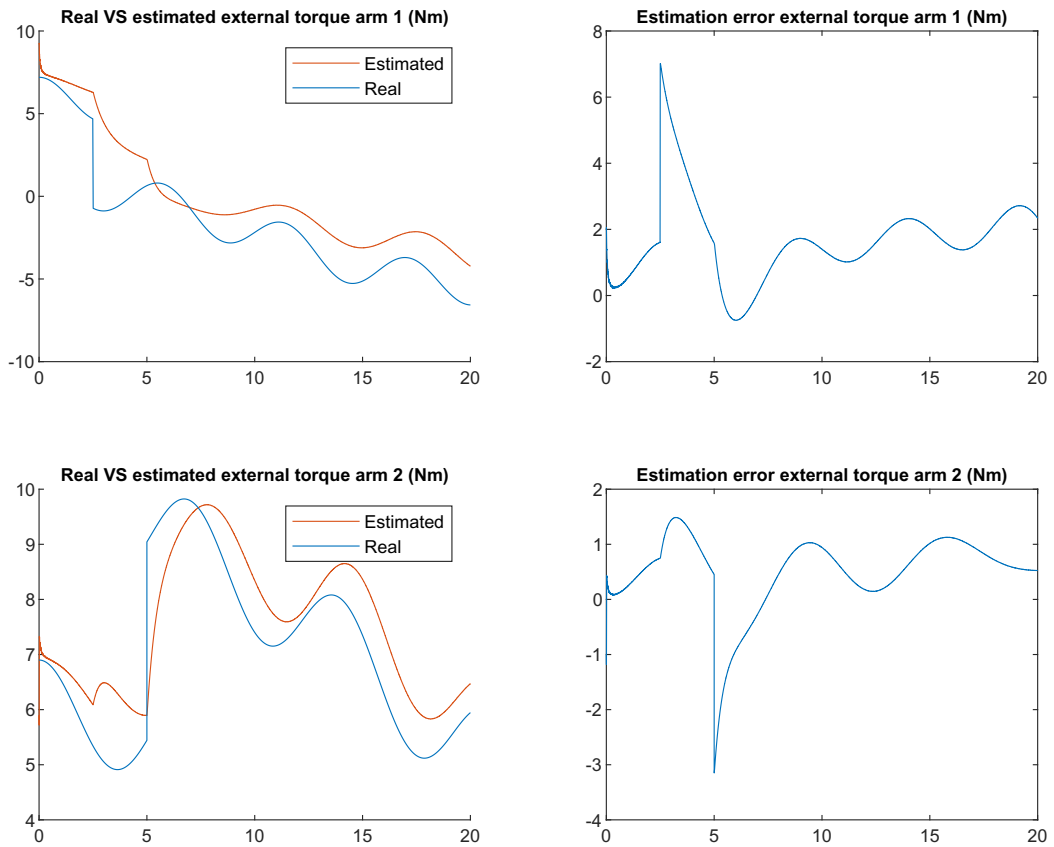 Real VS estimated external torque arm 1 (Nm)
10
5
0
-5
-10
0 5 10 15 20
Estimated
Real
Estimation error external torque arm 1 (Nm)
8
6
4
2
0
-2
0 5 10 15 20
Real VS estimated external torque arm 2 (Nm)
10
9
8
7
6
5
4
0 5 10 15 20
Estimated
Real
Estimation error external torque arm 2 (Nm)
2
1
0
-1
-2
-3
-4
0 5 10 15 20